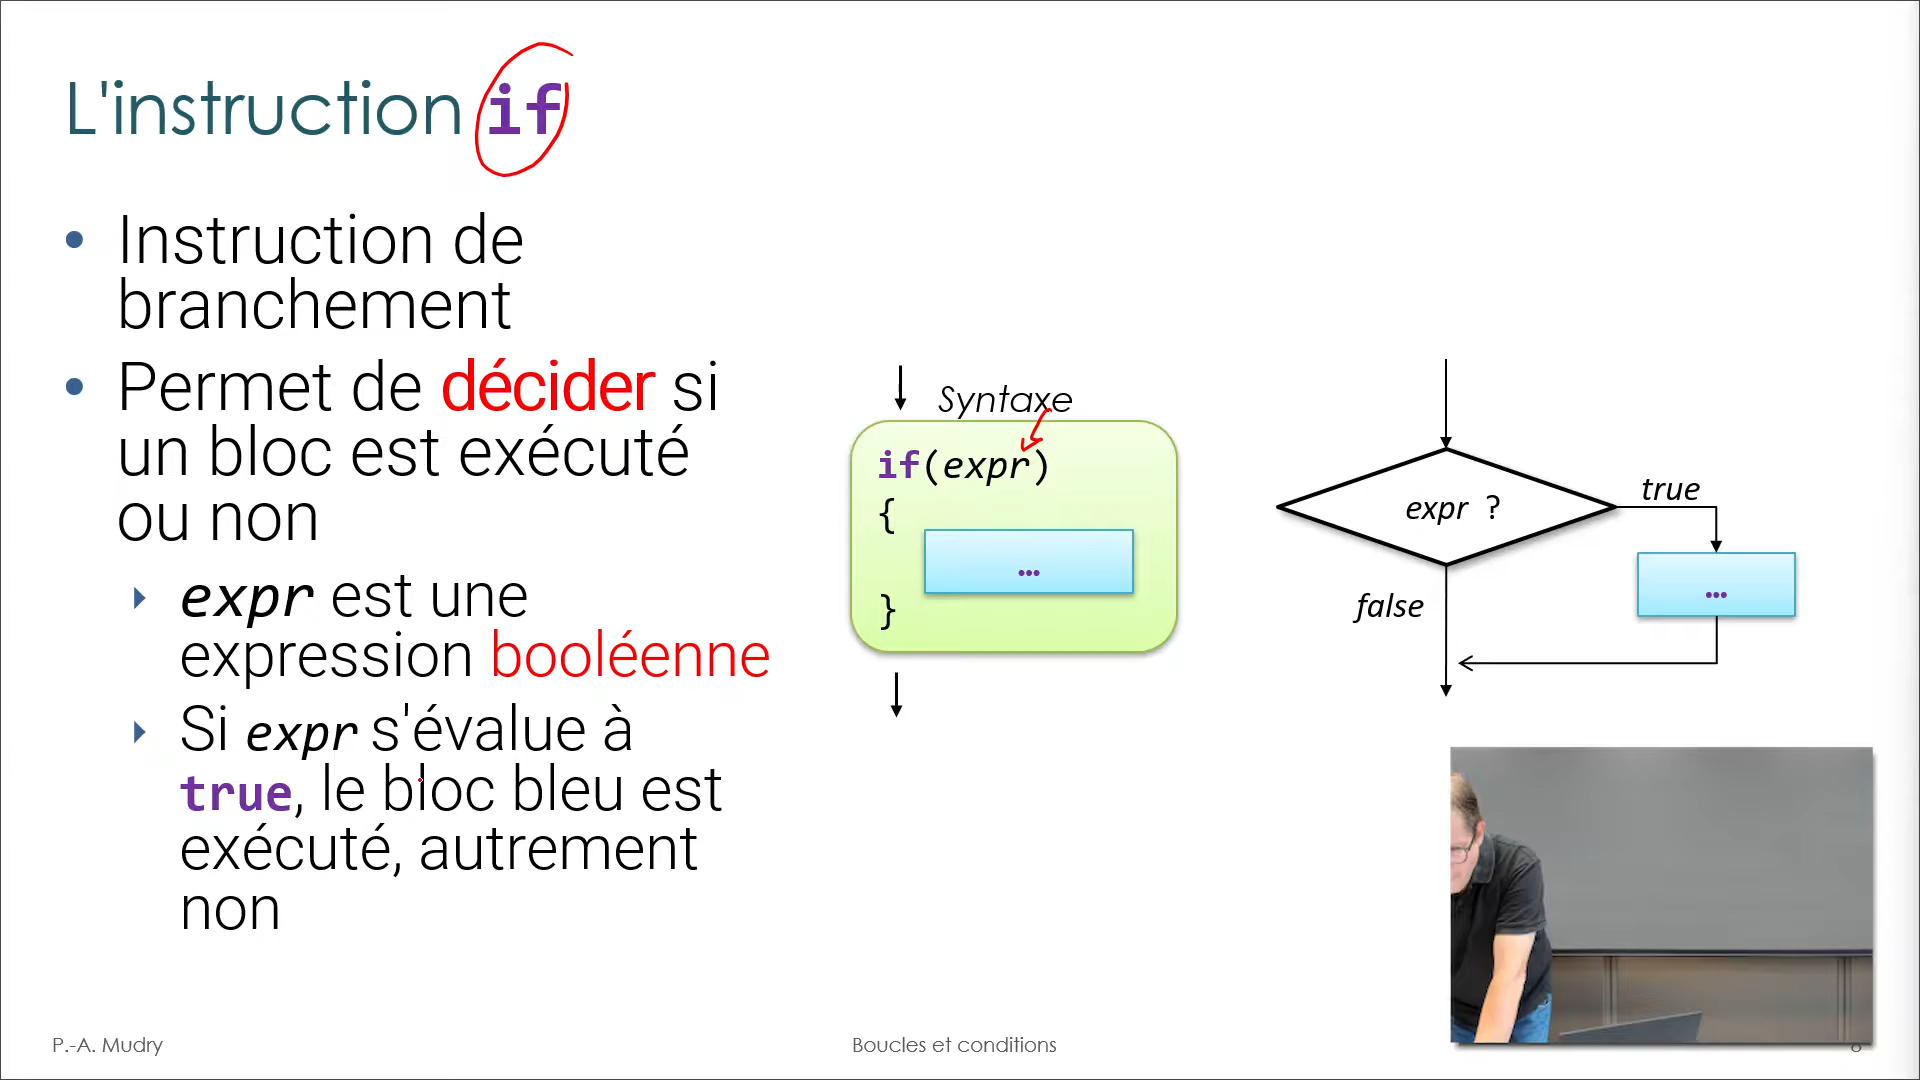 L'instruction if
• Instruction de
branchement
• Permet de décider si
un bloc est exécuté
ou non
‣ expr est une
expression booléenne
‣ Si expr s'évalue à
true, le bloc bleu est
exécuté, autrement
non
Syntaxe
if(expr)
{
...
}
expr ?
true
false
...
P.-A. Mudry
Boucles et conditions